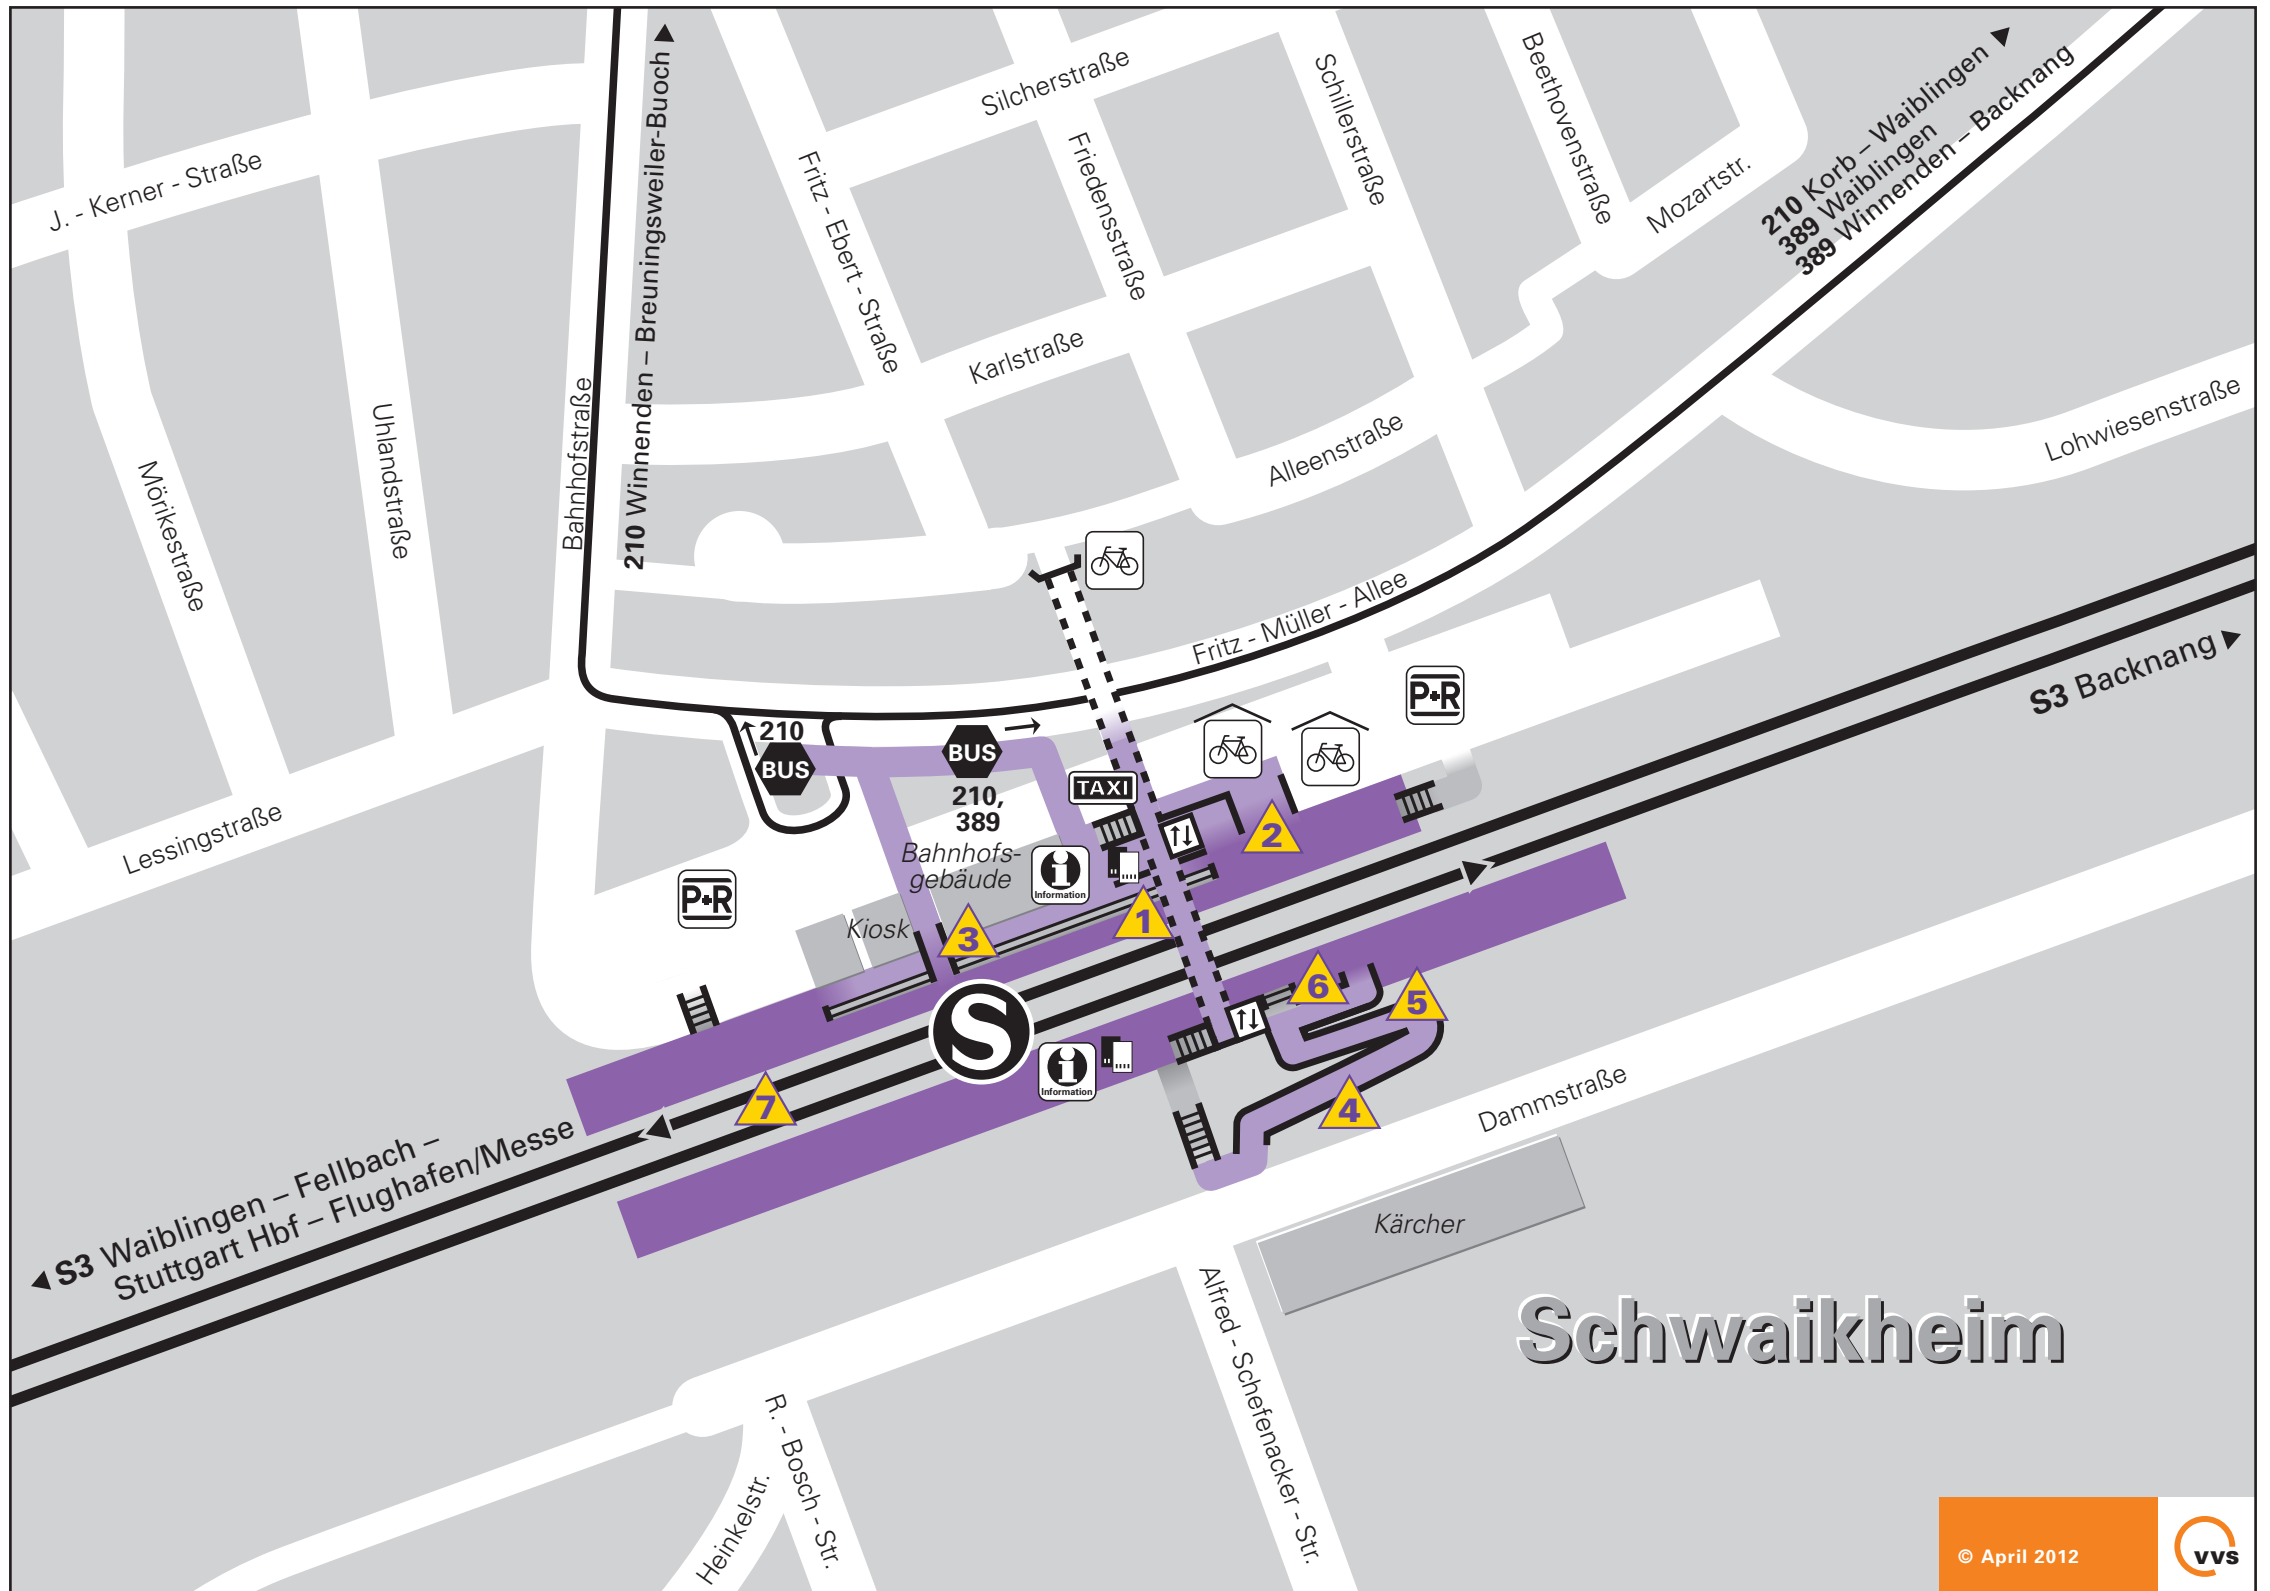 Silcherstraße
Schillerstraße
Beethovenstraße
Mozartstr.
210 Korb – Waiblingen
389 Waiblingen
389 Winnenden – Backnang
J. - Kerner - Straße
210 Winnenden – Breuningsweiler-Buoch
Fritz - Ebert - Straße
Friedensstraße
Karlstraße
Alleenstraße
Lohwiesenstraße
Mörikestraße
Uhlandstraße
Bahnhofstraße
Fritz - Müller - Allee
S3 Backnang
P+R
210
BUS
BUS
210,
389
TAXI
Lessingstraße
P+R
Bahnhofs-
gebäude
Kiosk
Information
1
2
3
S
6
5
Information
4
7
Dammstraße
S3 Waiblingen – Fellbach –
Stuttgart Hbf – Flughafen/Messe
Kärcher
Alfred - Schefenacker - Str.
Schwaikheim
R. - Bosch - Str.
Heinkelstr.
© April 2012
vvs